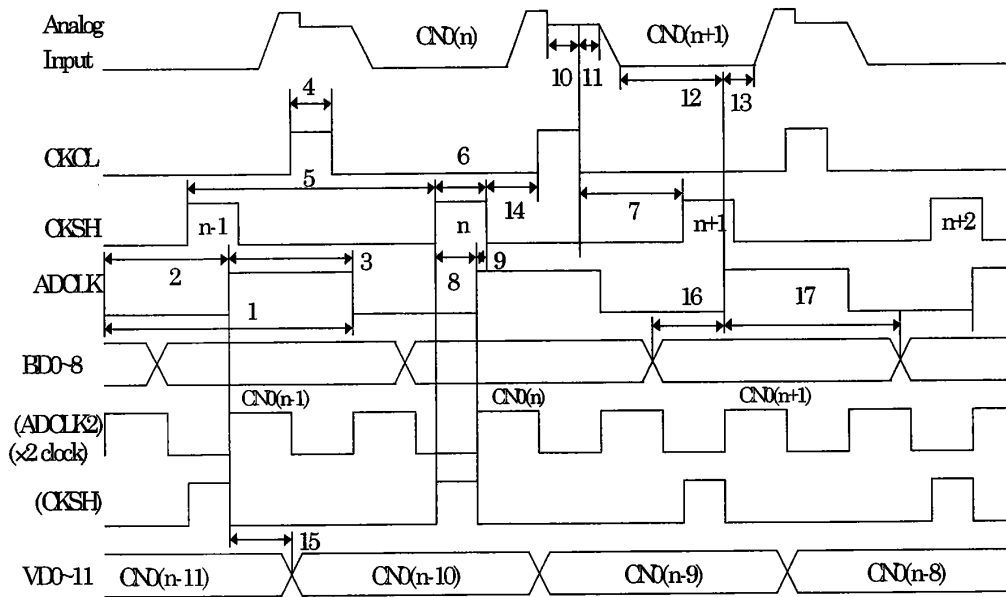 Analog
Input
CN0(n)
CN0(n+1)
10
11
12
13
4
CKCL
6
5
14
7
CKSH
n-1
n
n+1
n+2
2
3
8
9
ADCLK
1
16
17
BD0~8
CN0(n-1)
CN0(n)
CN0(n+1)
(ADCLK2)
(×2 clock)
(CKSH)
15
VD0~11
CN0(n-11)
CN0(n-10)
CN0(n-9)
CN0(n-8)